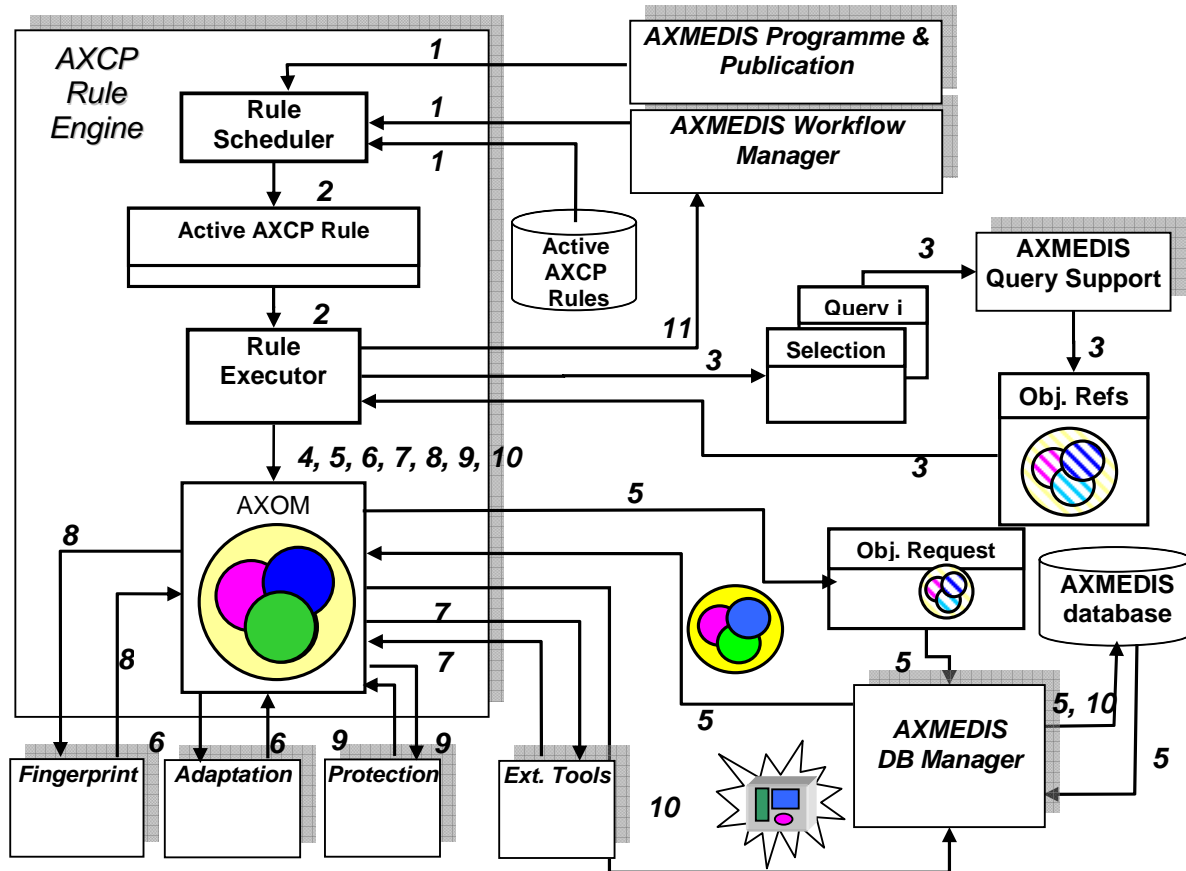 AXCP
Rule
Engine
1
AXMEDIS Programme &
Publication
Rule
Scheduler
1
AXMEDIS Workflow
Manager
1
2
Active AXCP Rule
Active
AXCP
Rules
3
AXMEDIS
Query Support
Query i
2
11
Rule
Executor
Selection
3
3
Obj. Refs
3
4, 5, 6, 7, 8, 9, 10
AXOM
5
8
Obj. Request
AXMEDIS
database
7
8
7
5
5
5, 10
AXMEDIS
DB Manager
5
6
6
9
9
Fingerprint
Adaptation
Protection
Ext. Tools
10